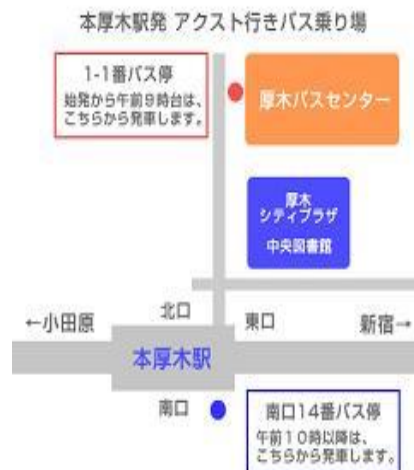 本厚木駅発 アクスト行きバス乗り場
1-1番バス停
始発から午前9時台は、
こちらから発車します。
厚木バスセンター
厚木
シティプラザ
中央図書館
北口
東口
←小田原
新宿→
本厚木駅
南口
南口14番バス停
午前10時以降は、
こちらから発車します。